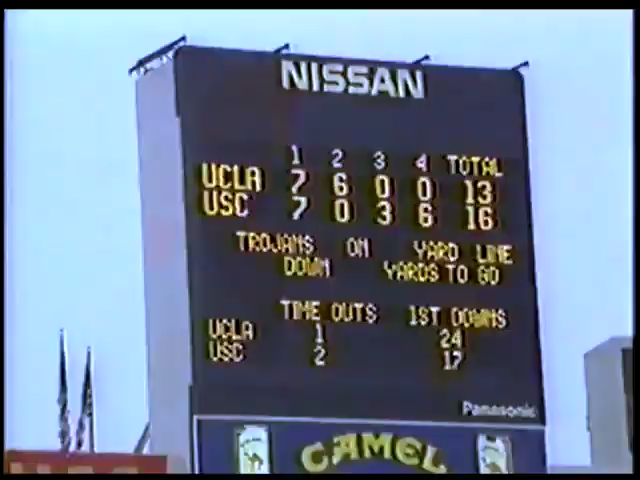 NISSAN
1 2 3 4 TOTAL
UCLA 7 6 0 0 13
USC 7 0 3 6 16
TROJANS ON YARD LINE
DOWN YARDS TO GO
TIME OUTS 1ST DOWNS
UCLA 1 24
USC 2 17
Panasonic
CAMEL